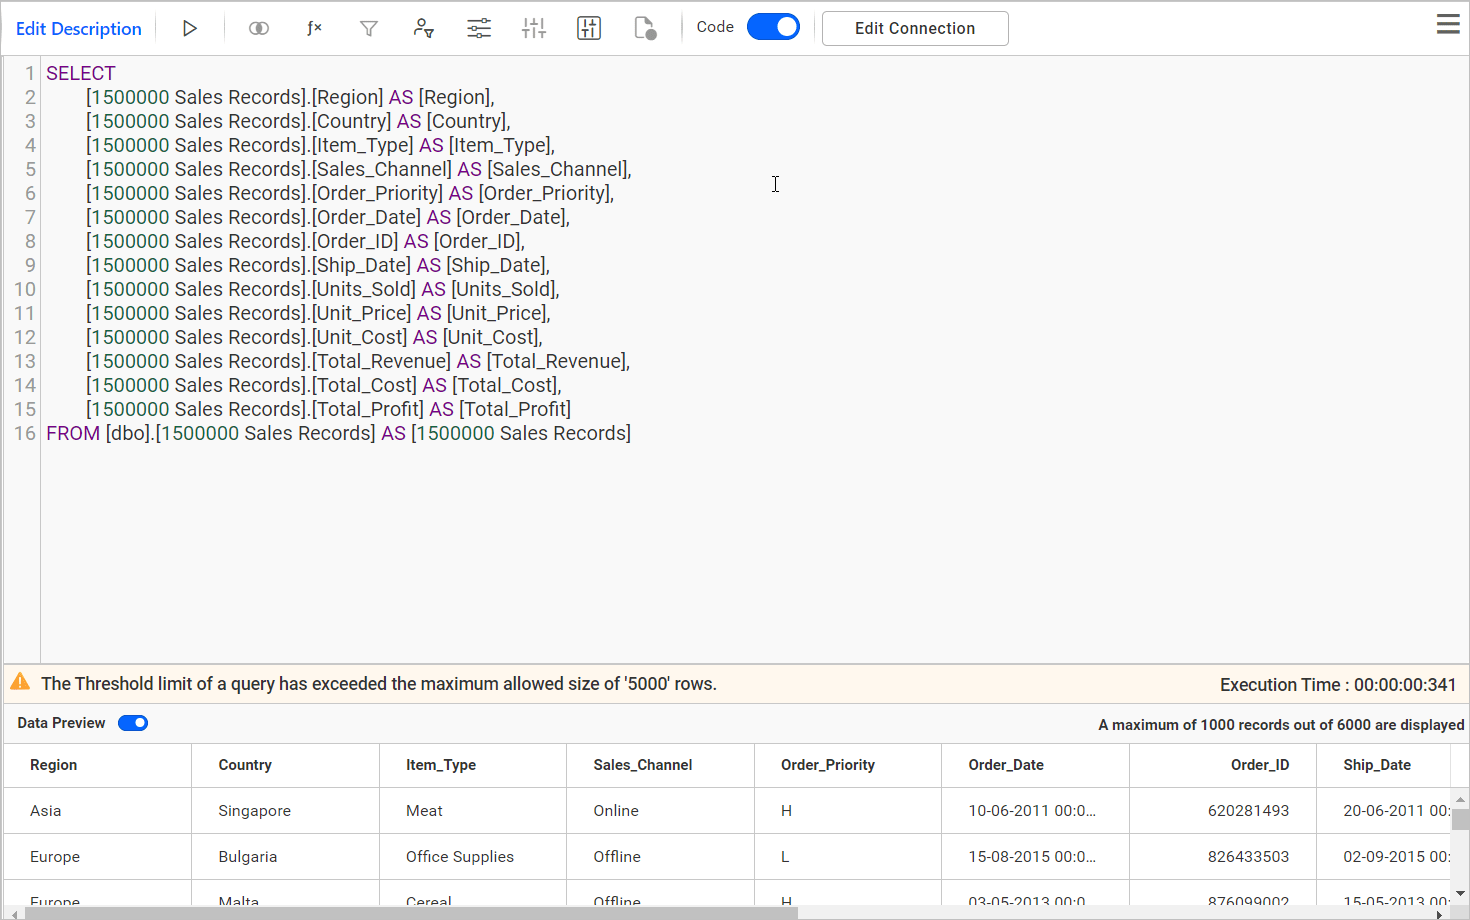 Edit Description
ƒx
Code
Edit Connection
1 SELECT
2 [1500000 Sales Records].[Region] AS [Region],
3 [1500000 Sales Records].[Country] AS [Country],
4 [1500000 Sales Records].[Item_Type] AS [Item_Type],
5 [1500000 Sales Records].[Sales_Channel] AS [Sales_Channel],
6 [1500000 Sales Records].[Order_Priority] AS [Order_Priority],
7 [1500000 Sales Records].[Order_Date] AS [Order_Date],
8 [1500000 Sales Records].[Order_ID] AS [Order_ID],
9 [1500000 Sales Records].[Ship_Date] AS [Ship_Date],
10 [1500000 Sales Records].[Units_Sold] AS [Units_Sold],
11 [1500000 Sales Records].[Unit_Price] AS [Unit_Price],
12 [1500000 Sales Records].[Unit_Cost] AS [Unit_Cost],
13 [1500000 Sales Records].[Total_Revenue] AS [Total_Revenue],
14 [1500000 Sales Records].[Total_Cost] AS [Total_Cost],
15 [1500000 Sales Records].[Total_Profit] AS [Total_Profit]
16 FROM [dbo].[1500000 Sales Records] AS [1500000 Sales Records]
The Threshold limit of a query has exceeded the maximum allowed size of '5000' rows. Execution Time : 00:00:00:341
Data Preview A maximum of 1000 records out of 6000 are displayed
Region Country Item_Type Sales_Channel Order_Priority Order_Date Order_ID Ship_Date
Asia Singapore Meat Online H 10-06-2011 00:0... 620281493 20-06-2011 00:
Europe Bulgaria Office Supplies Offline L 15-08-2015 00:0... 826433503 02-09-2015 00:
Europe Malta Cereal Offline H 03-05-2013 00:0 876099002 15-05-2013 00: